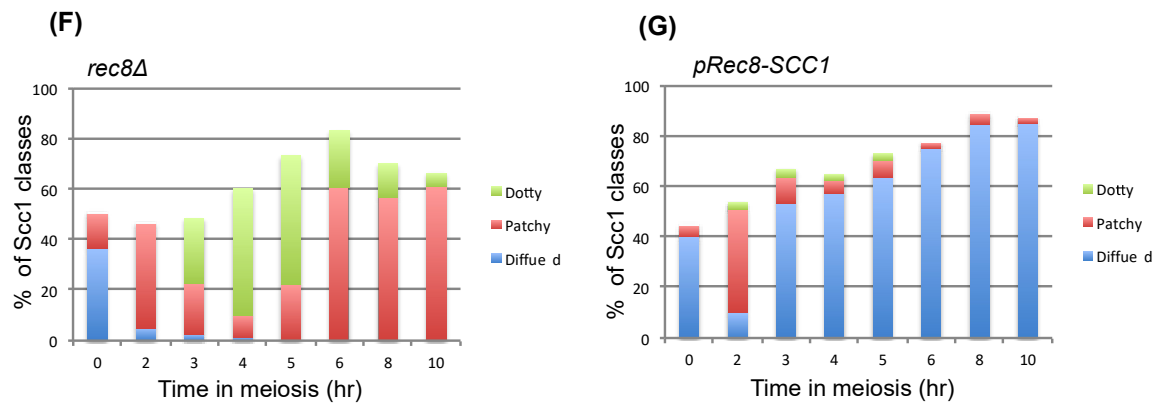 (F)
rec8Δ
% of Scc1 classes
100
80
60
40
20
0
0 2 3 4 5 6 8 10
Time in meiosis (hr)
Dotty
Patchy
Diffue d
(G)
pRec8-SCC1
% of Scc1 classes
100
80
60
40
20
0
0 2 3 4 5 6 8 10
Time in meiosis (hr)
Dotty
Patchy
Diffue d